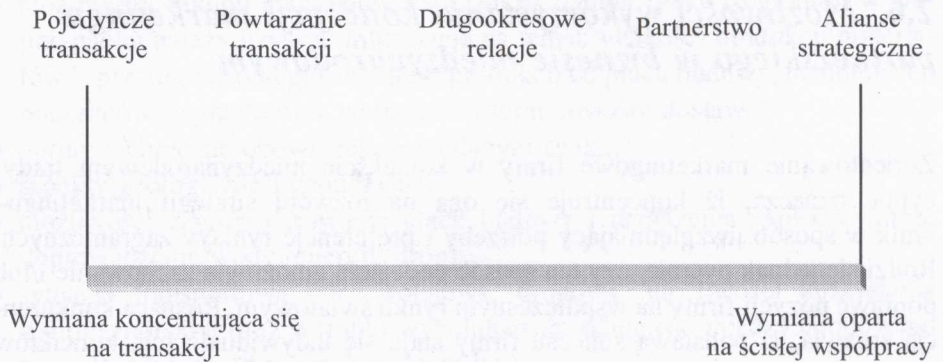 Pojedyncze
transakcje
Powtarzanie
transakcji
Długookresowe
relacje
Partnerstwo
Alianse
strategiczne
Wymiana koncentrująca się
na transakcji
Wymiana oparta
na ścisłej współpracy